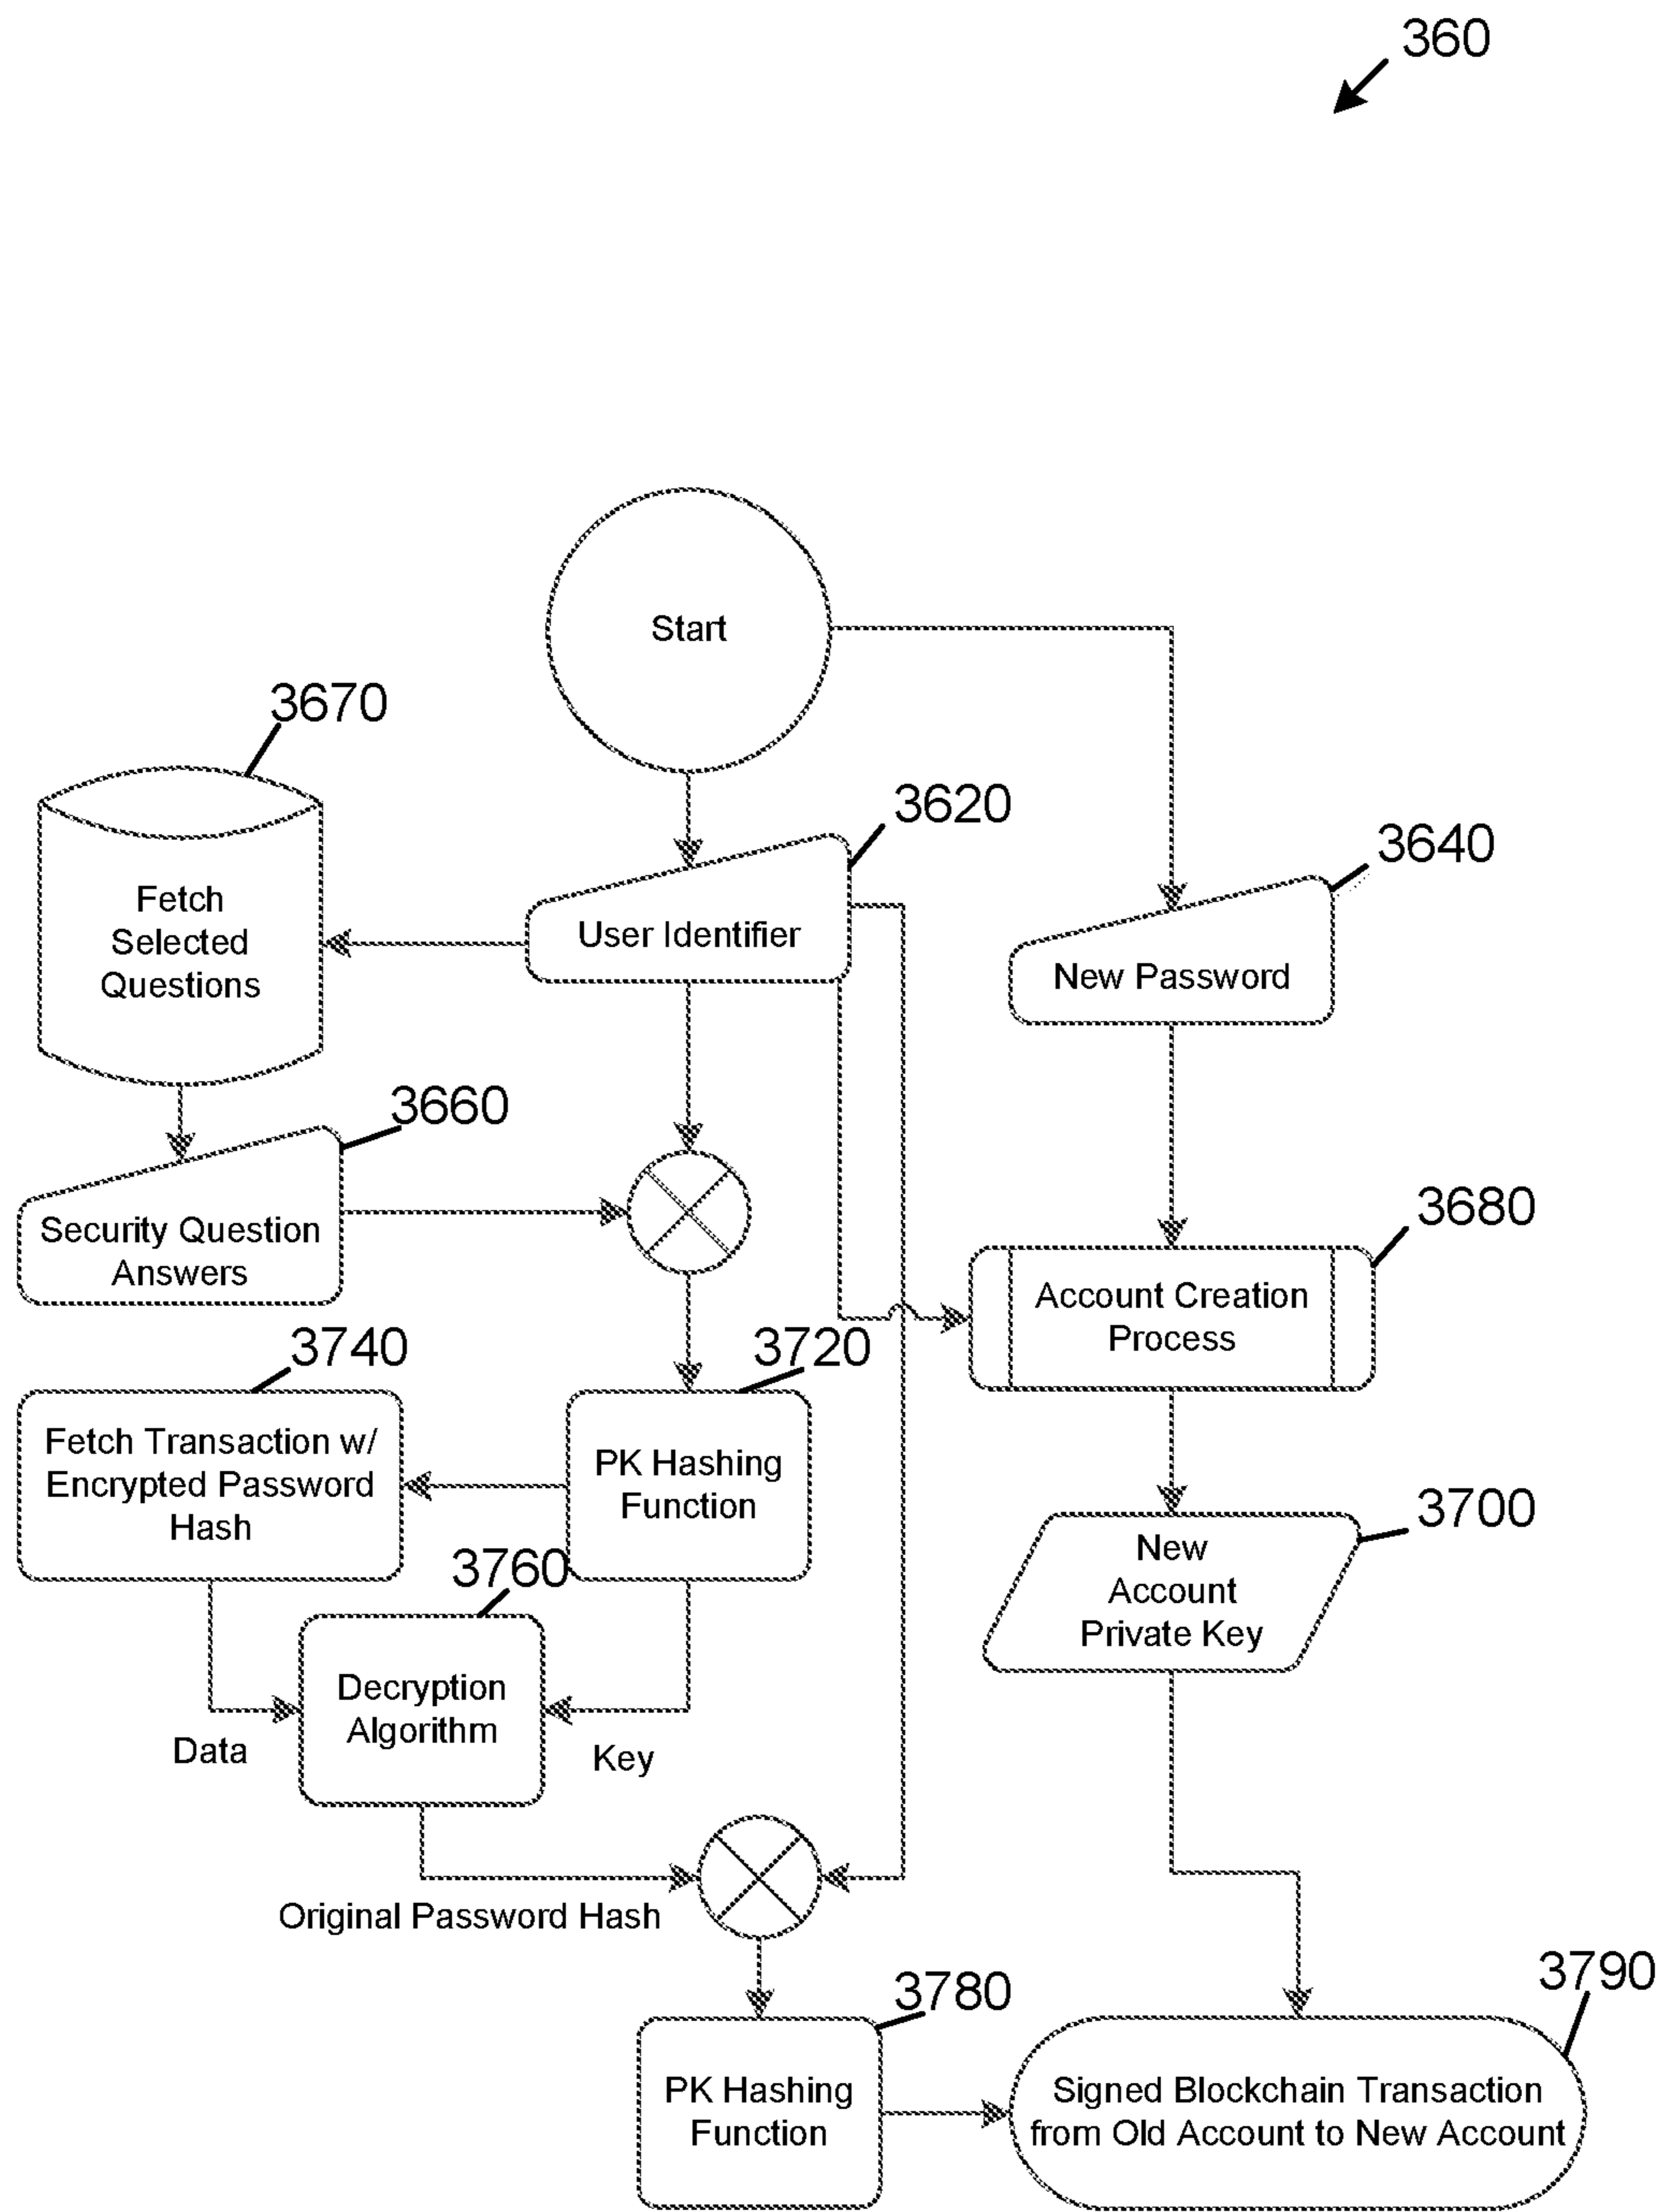 360
Start
3670
3620
3640
Fetch
Selected
Questions
User Identifier
New Password
3660
Security Question
Answers
3680
Account Creation
Process
3740
3720
Fetch Transaction w/
Encrypted Password
Hash
PK Hashing
Function
3700
New
Account
Private Key
3760
Decryption
Algorithm
Data
Key
Original Password Hash
3780
3790
PK Hashing
Function
Signed Blockchain Transaction
from Old Account to New Account